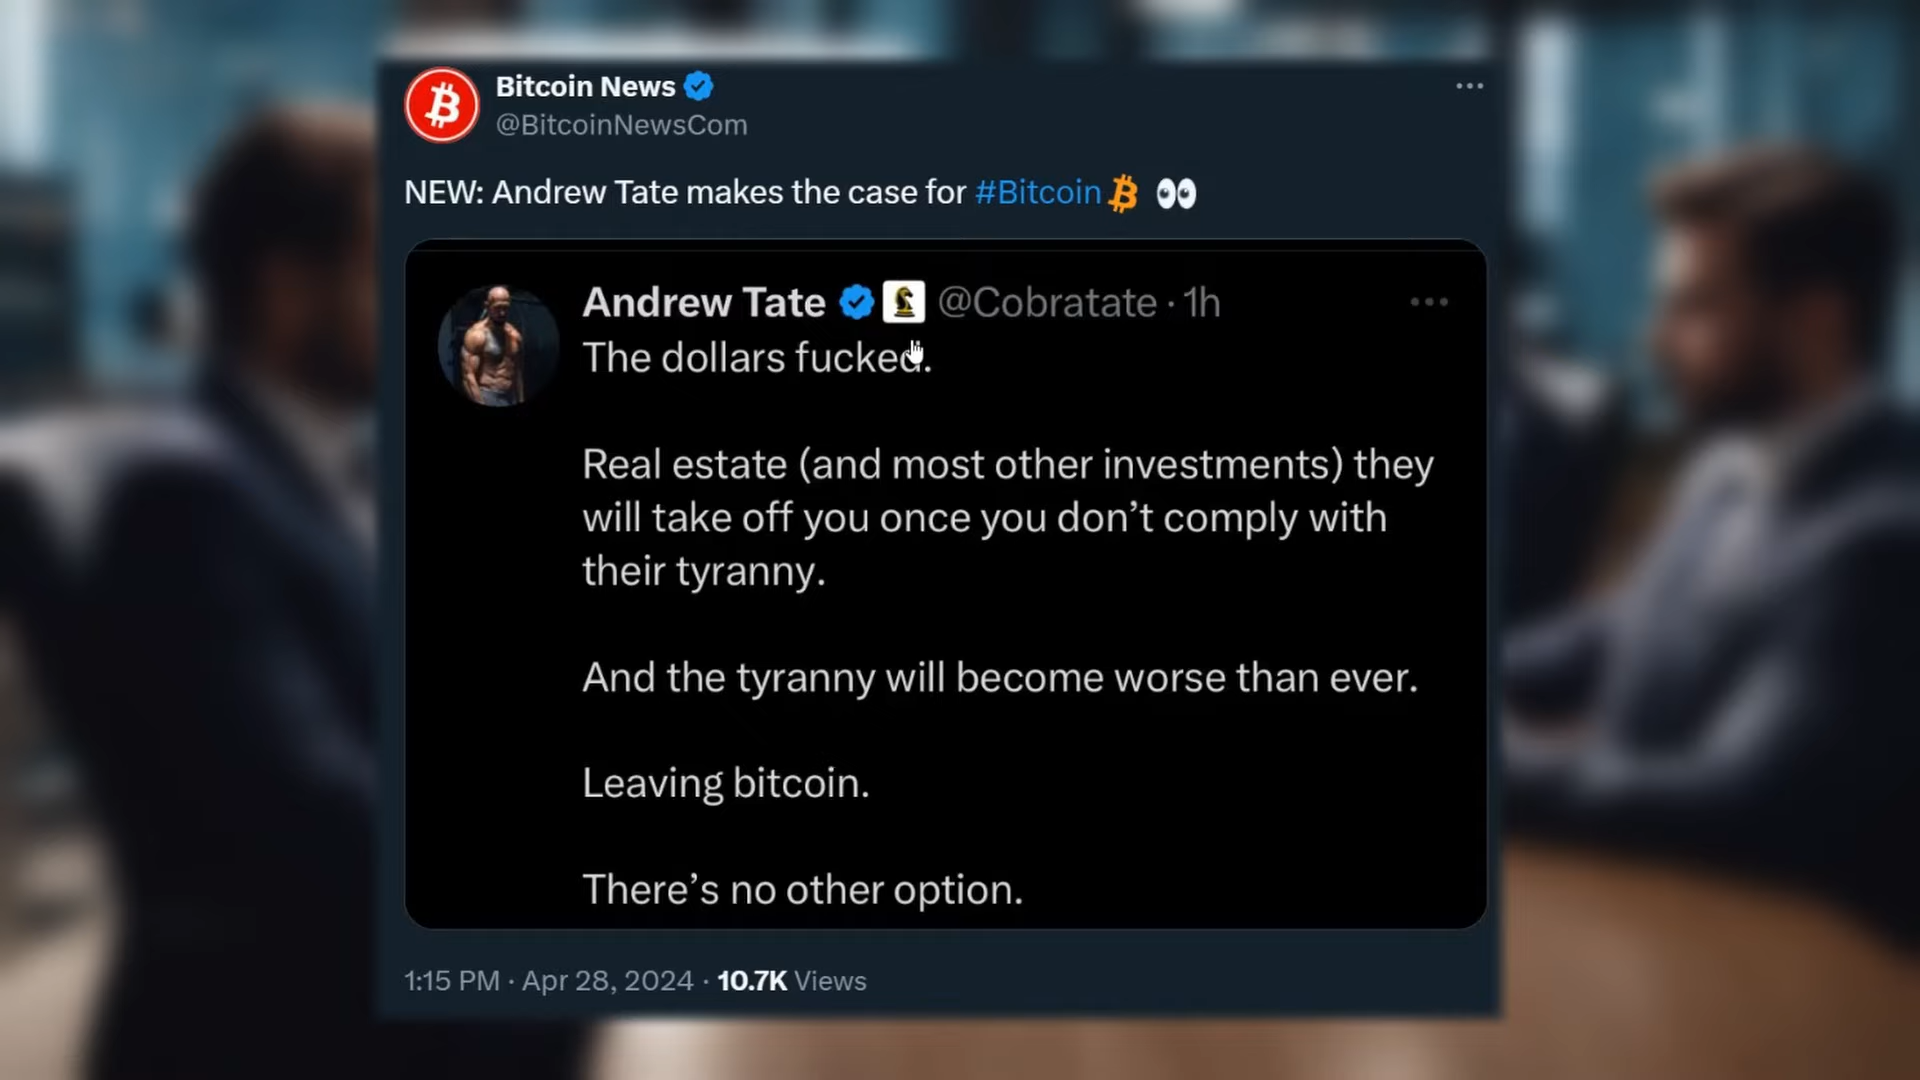 Bitcoin News
@BitcoinNewsCom
NEW: Andrew Tate makes the case for #Bitcoin
Andrew Tate @Cobratate · 1h
The dollars fucked.
Real estate (and most other investments) they
will take off you once you don’t comply with
their tyranny.
And the tyranny will become worse than ever.
Leaving bitcoin.
There’s no other option.
1:15 PM · Apr 28, 2024 · 10.7K Views